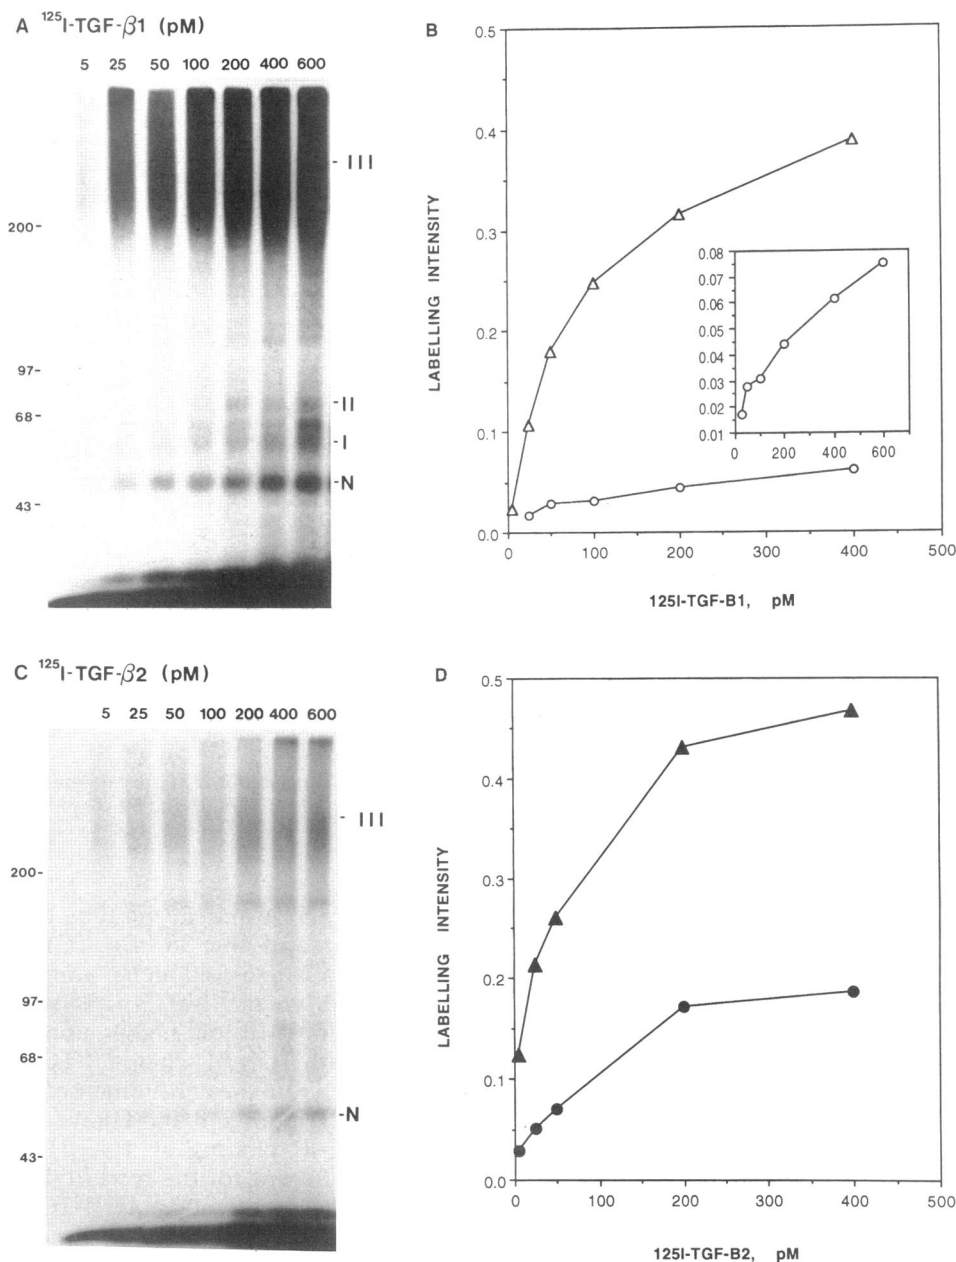 A ¹²⁵I-TGF-β1 (pM)
5 25 50 100 200 400 600
- III
200 -
97 -
- II
68 -
- I
-N
43 -
B
0.5
0.4
0.3
0.2
0.1
0.0
LABELLING INTENSITY
0.08
0.07
0.06
0.05
0.04
0.03
0.02
0.01
0 200 400 600
0 100 200 300 400 500
125I-TGF-B1, pM
C ¹²⁵I-TGF-β2 (pM)
5 25 50 100 200 400 600
- III
200-
97-
68-
-N
43-
D
0.5
0.4
0.3
0.2
0.1
0.0
LABELLING INTENSITY
0 100 200 300 400 500
125I-TGF-B2, pM